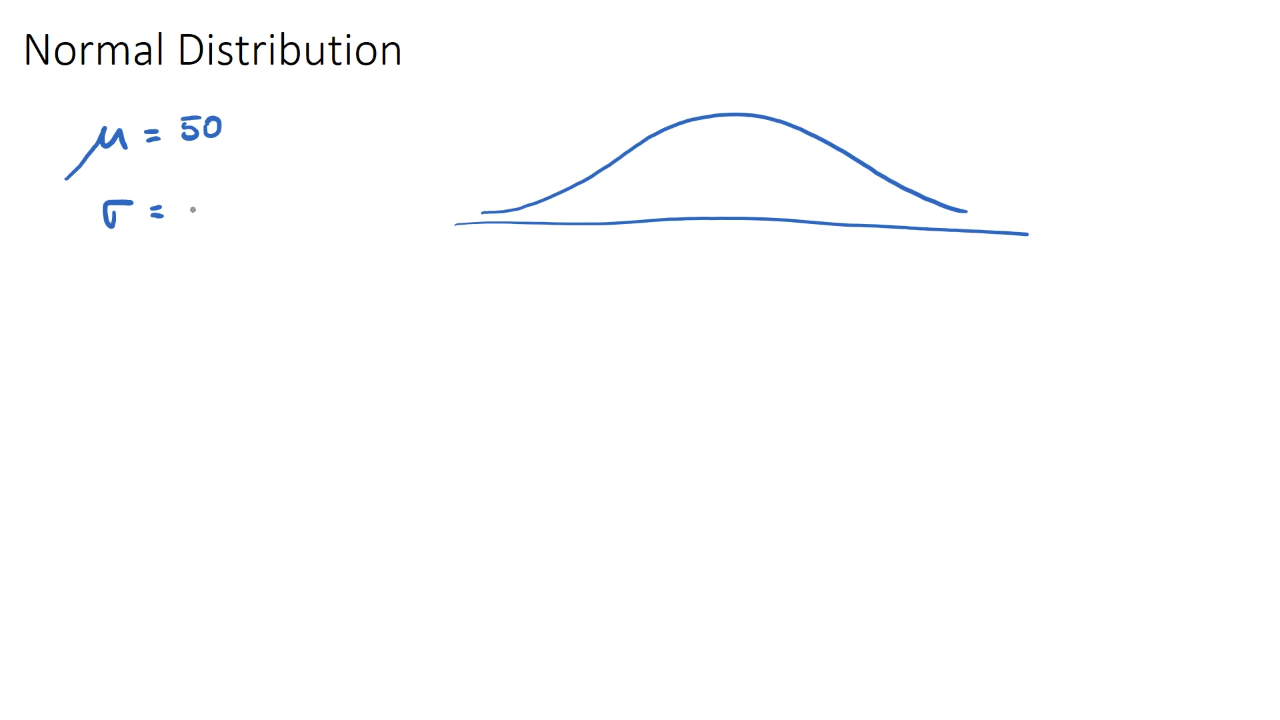 Normal Distribution
μ = 50
σ =